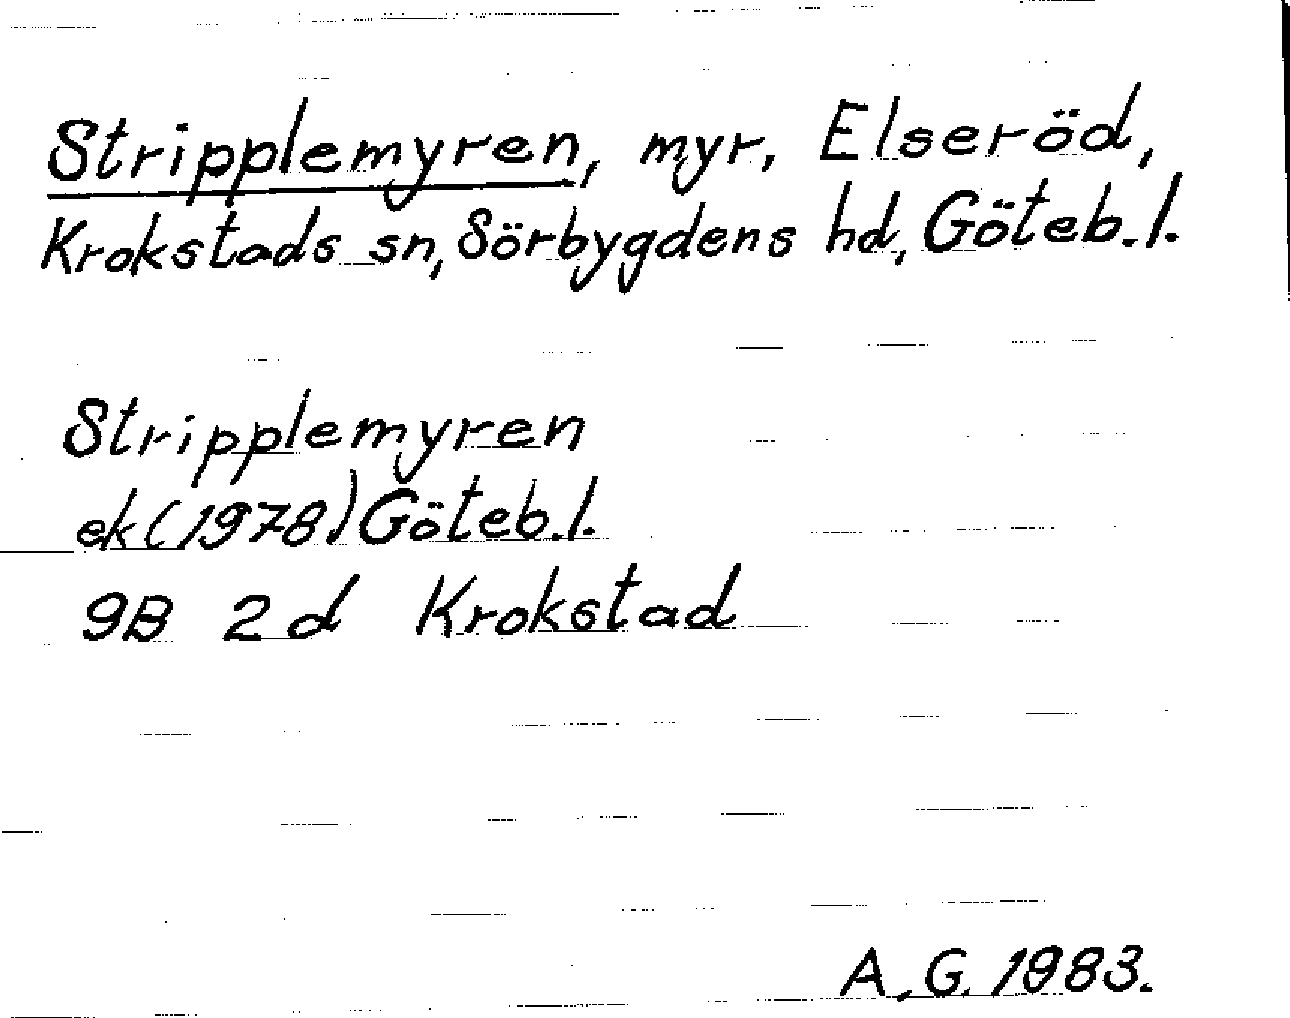 Stripplemyren, myr, Elseröd,
Krokstads sn, Sörbygdens hd, Göteb. l.
Stripplemyren
ek (1978) Göteb. l.
9B 2d Krokstad
A. G. 1983.